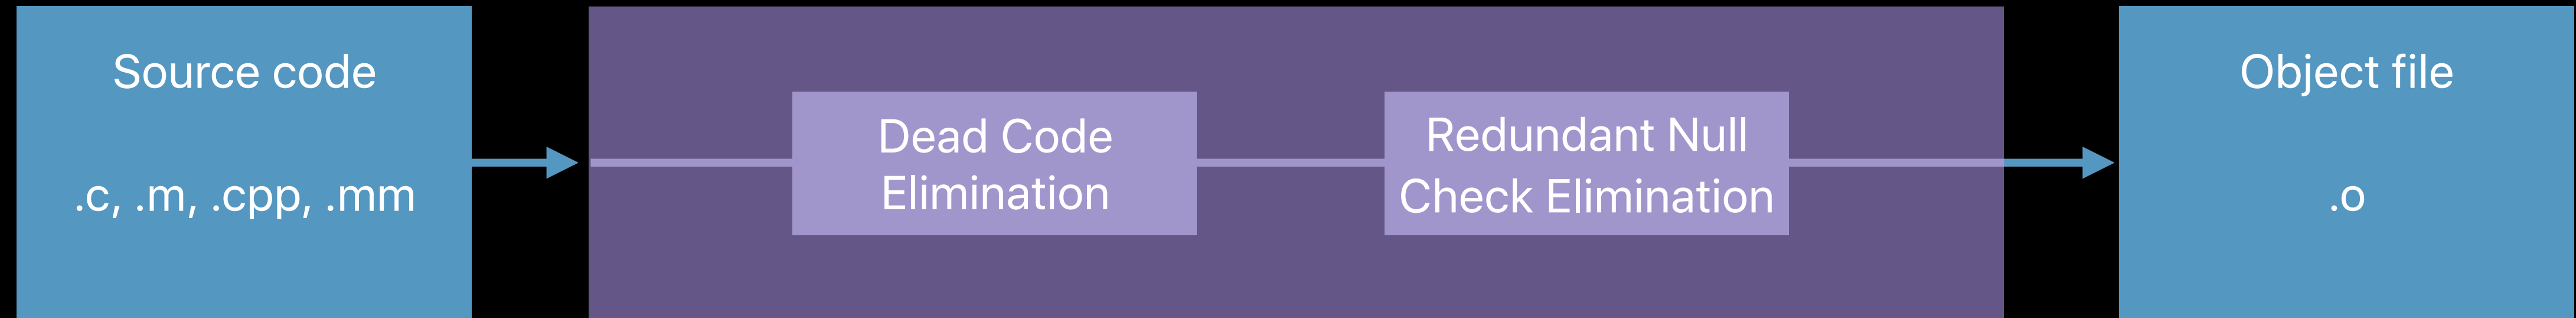 Source code
.c, .m, .cpp, .mm
Dead Code
Elimination
Redundant Null
Check Elimination
Object file
.o